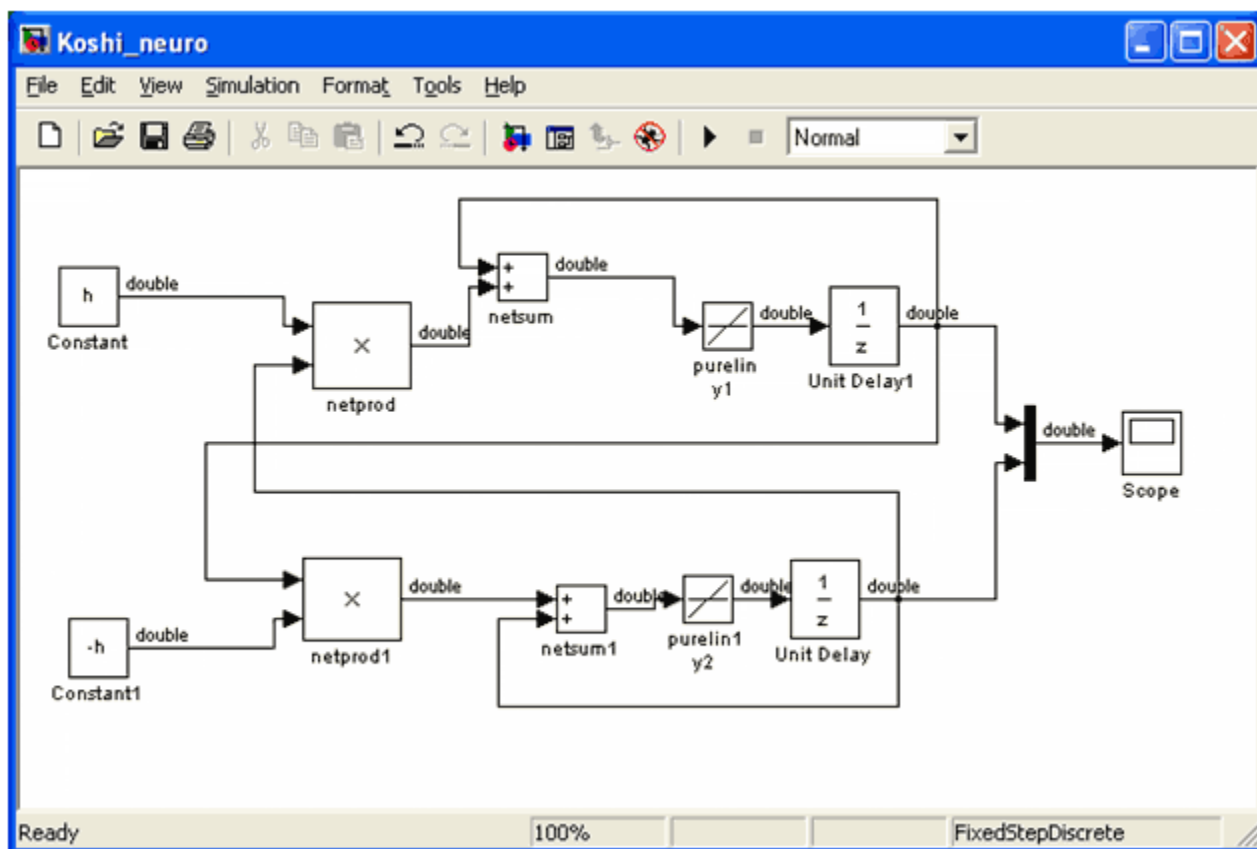 Koshi_neuro
File Edit View Simulation Format Tools Help
Normal
h
Constant
double
×
netprod
double
+
+
netsum
double
purelin
y1
double
1
z
Unit Delay1
double
double
Scope
-h
Constant1
double
×
netprod1
double
+
+
netsum1
double
purelin1
y2
double
1
z
Unit Delay
double
Ready
100%
FixedStepDiscrete